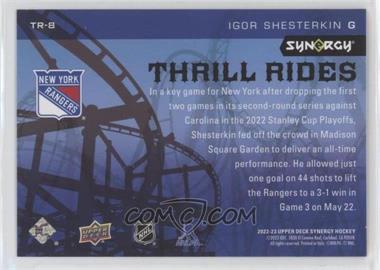 TR-8
IGOR SHESTERKIN G
SYNERGY
THRILL RIDES
NEW YORK
RANGERS
In a key game for New York after dropping the first
two games in its second-round series against
Carolina in the 2022 Stanley Cup Playoffs,
Shesterkin fed off the crowd in Madison
Square Garden to deliver an all-time
performance. He allowed just
one goal on 44 shots to lift
the Rangers to a 3-1 win in
Game 3 on May 22.
UPPER DECK
NHL
2022-23 UPPER DECK SYNERGY HOCKEY